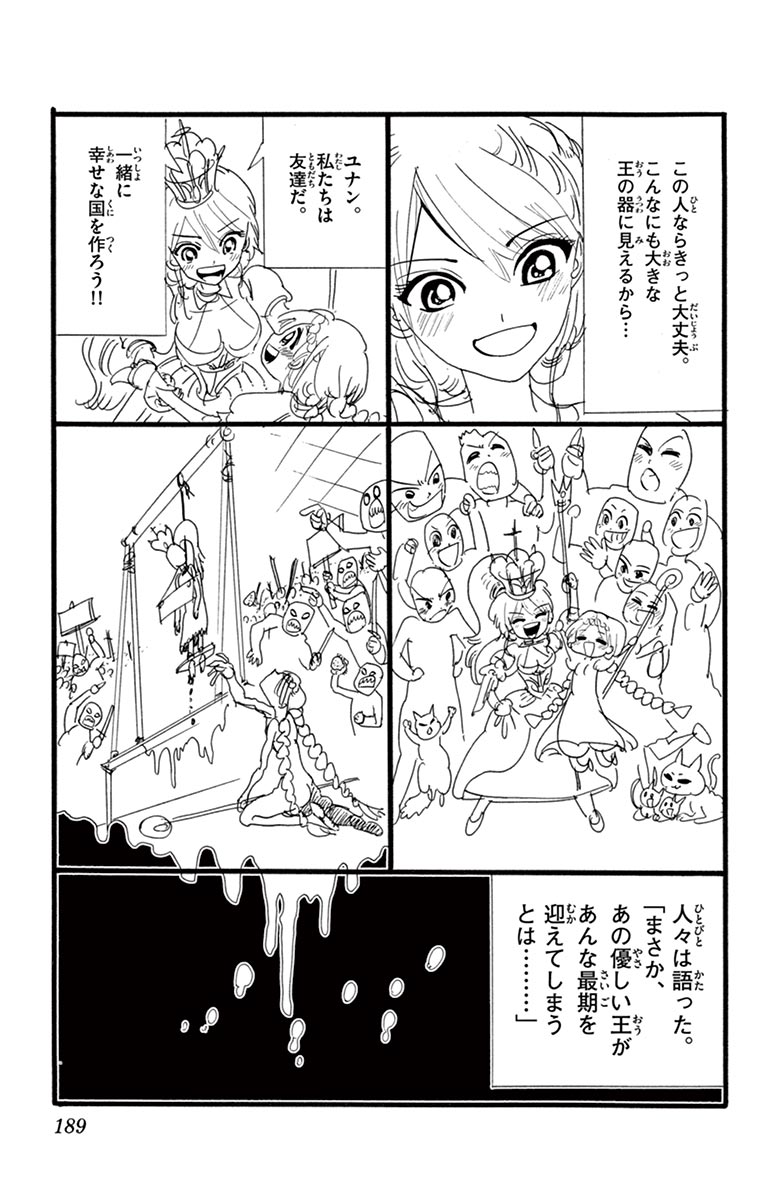 この人ならきっと大丈夫。
こんなにも大きな
王の器に見えるから…
ユナン。
私たちは
友達だ。
一緒に
幸せな国を作ろう!!
人々は語った。
「まさか、
あの優しい王が
あんな最期を
迎えてしまう
とは………」
189